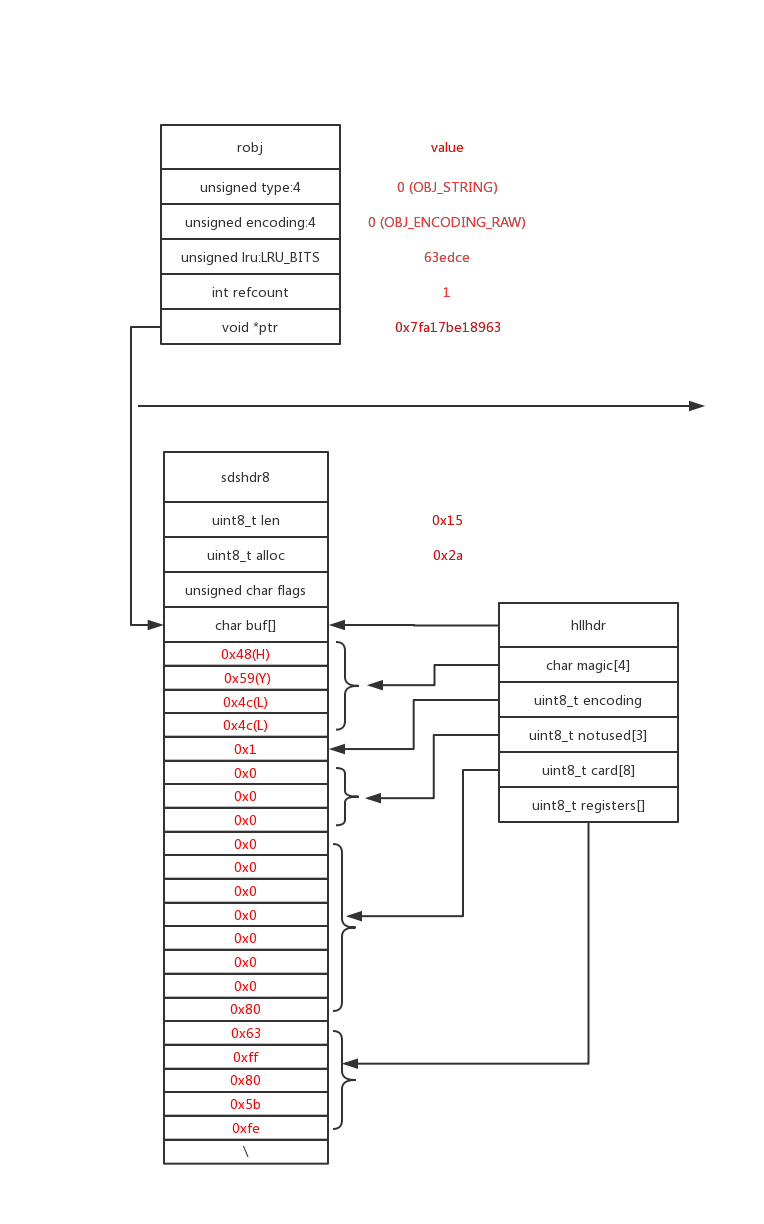 robj value
unsigned type:4 0 (OBJ_STRING)
unsigned encoding:4 0 (OBJ_ENCODING_RAW)
unsigned lru:LRU_BITS 63edce
int refcount 1
void *ptr 0x7fa17be18963
sdshdr8
uint8_t len 0x15
uint8_t alloc 0x2a
unsigned char flags
char buf[] hllhdr
0x48(H)
char magic[4]
0x59(Y)
0x4c(L) uint8_t encoding
0x4c(L)
uint8_t notused[3]
0x1
0x0 uint8_t card[8]
0x0
uint8_t registers[]
0x0
0x0
0x0
0x0
0x0
0x0
0x0
0x0
0x80
0x63
0xff
0x80
0x5b
0xfe
\